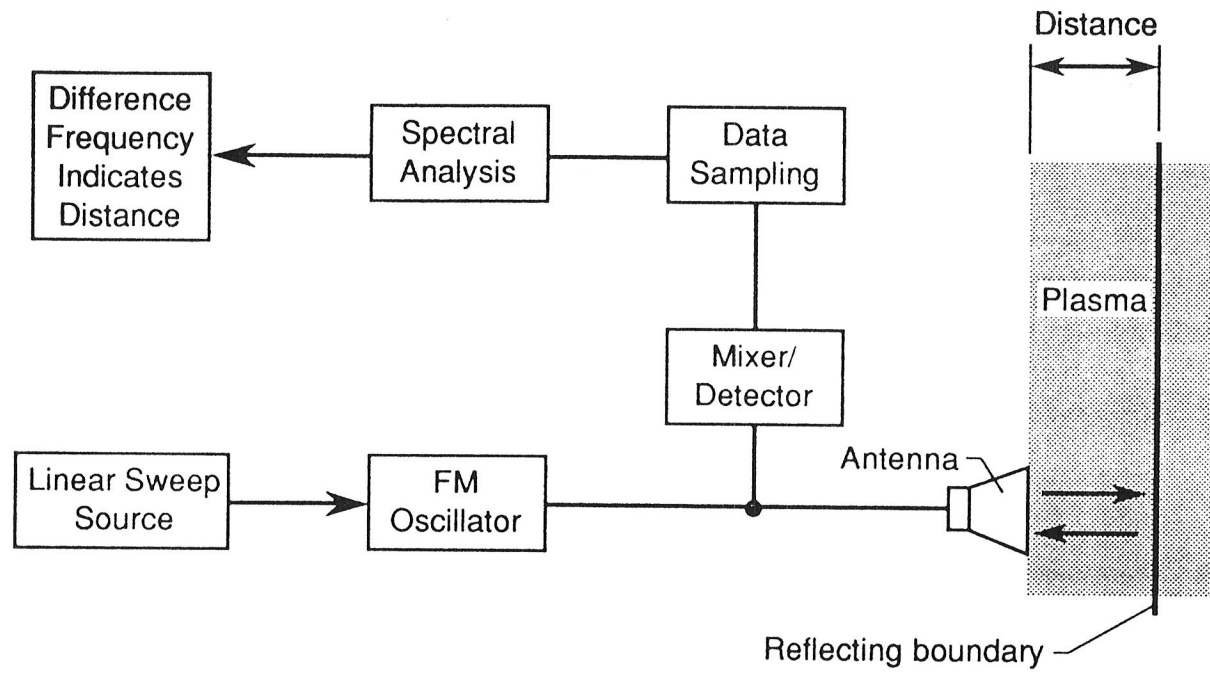 Distance
Difference
Frequency
Indicates
Distance
Spectral
Analysis
Data
Sampling
Plasma
Mixer/
Detector
Antenna
Linear Sweep
Source
FM
Oscillator
Reflecting boundary